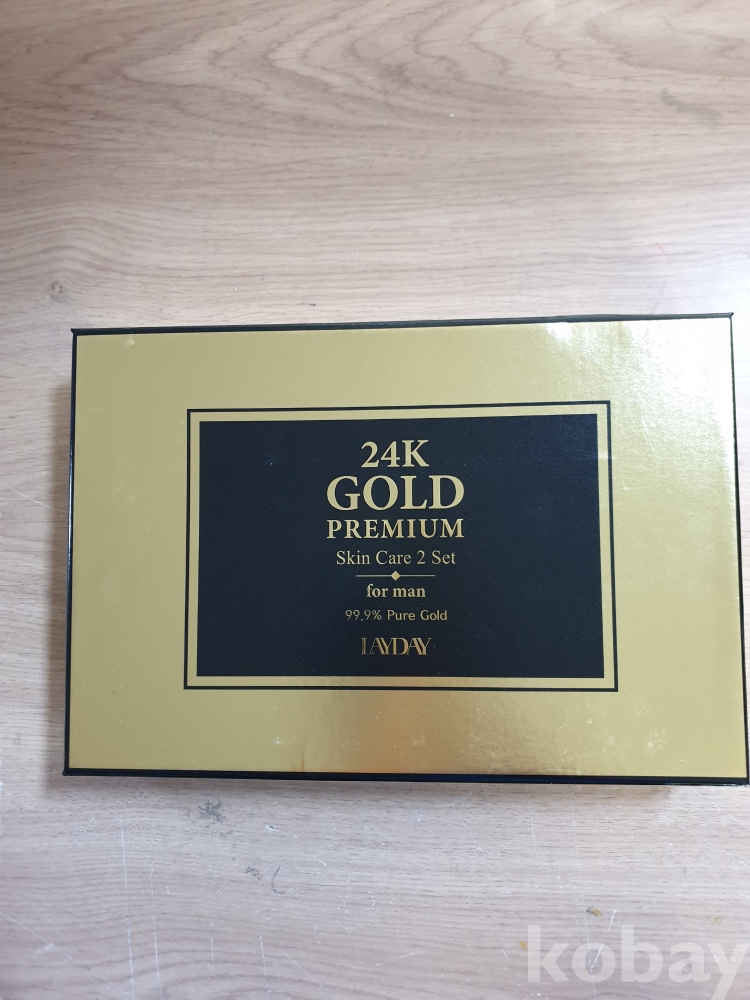 24K
GOLD
PREMIUM
Skin Care 2 Set
for man
99.9% Pure Gold
LAYDAY
kobay